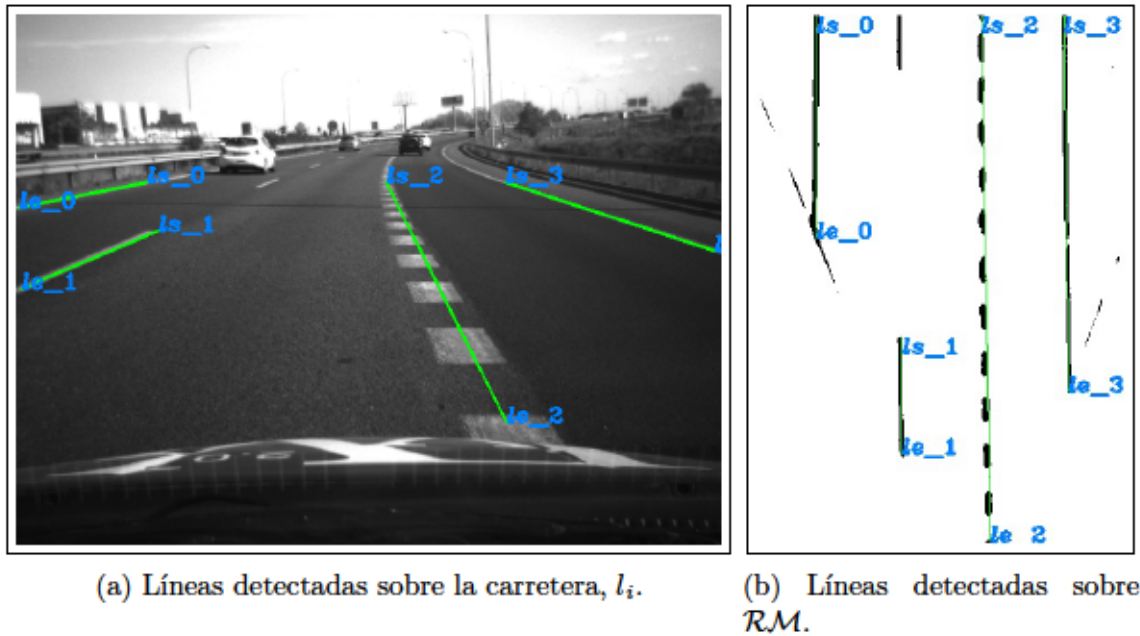 ls_0
ls_2
ls_3
le_0
ls_1
le_1
le_2
ls_0
ls_2
ls_3
le_0
ls_1
le_3
le_1
le 2
(a) Líneas detectadas sobre la carretera, l_i.
(b) Líneas detectadas sobre
RM.